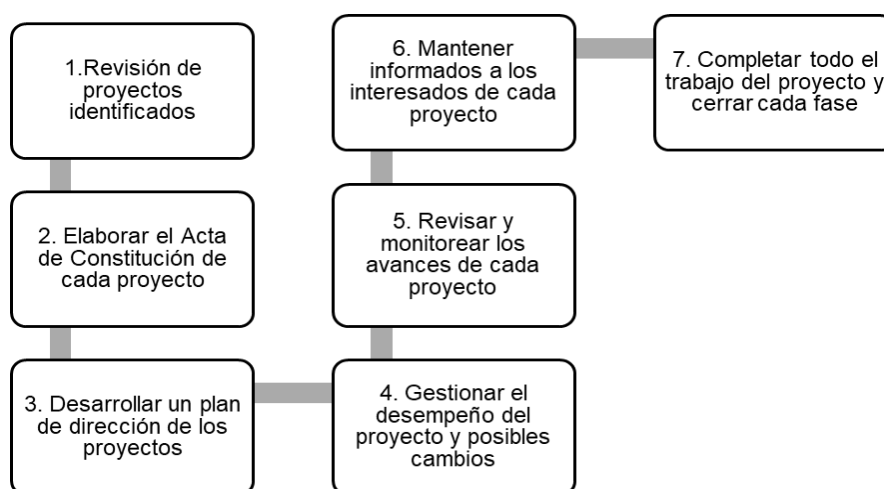 1.Revisión de
proyectos
identificados
2. Elaborar el Acta
de Constitución de
cada proyecto
3. Desarrollar un plan
de dirección de los
proyectos
4. Gestionar el
desempeño del
proyecto y posibles
cambios
5. Revisar y
monitorear los
avances de cada
proyecto
6. Mantener
informados a los
interesados de cada
proyecto
7. Completar todo el
trabajo del proyecto y
cerrar cada fase